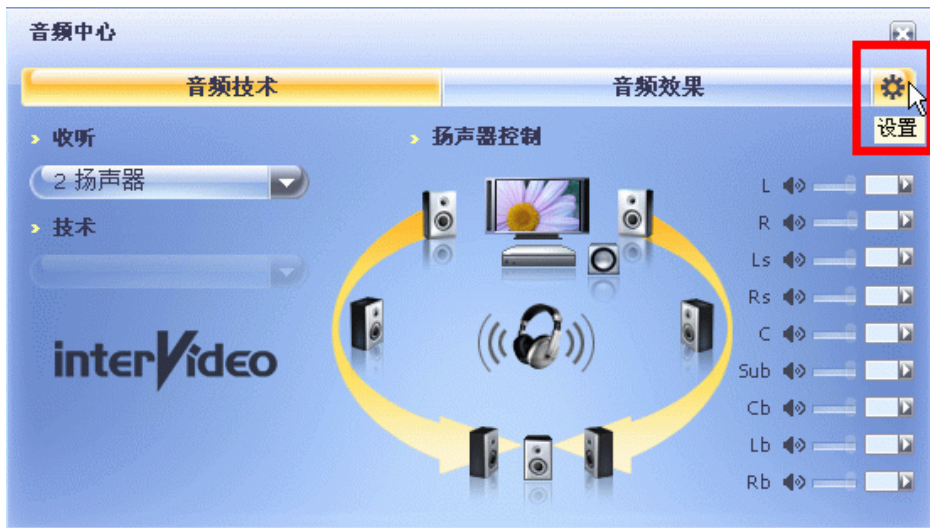 音频中心
音频技术
音频效果
设置
收听
扬声器控制
2 扬声器
技术
interVideo
L
R
Ls
Rs
C
Sub
Cb
Lb
Rb